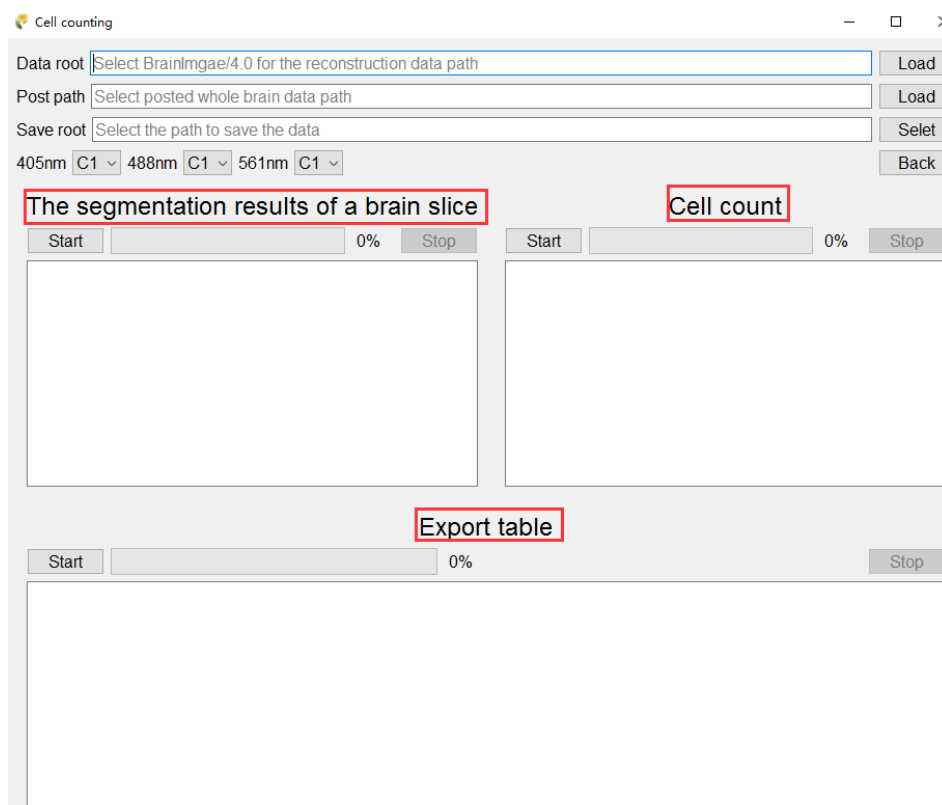 Cell counting
Data root Select BrainImgae/4.0 for the reconstruction data path Load
Post path Select posted whole brain data path Load
Save root Select the path to save the data Selet
405nm C1 488nm C1 561nm C1 Back
The segmentation results of a brain slice Cell count
Start 0% Stop Start 0% Stop
Export table
Start 0% Stop